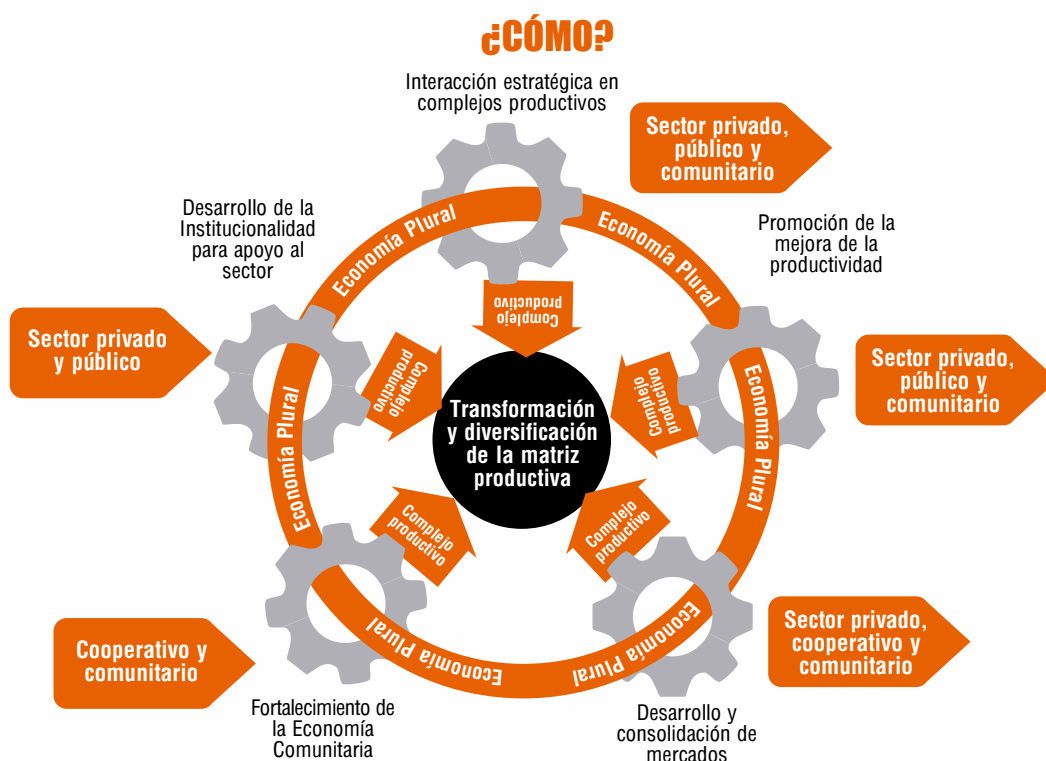 ¿CÓMO?
Interacción estratégica en
complejos productivos
Sector privado,
público y
comunitario
Desarrollo de la
Institucionalidad
para apoyo al
sector
Promoción de la
mejora de la
productividad
Economía Plural
Economía Plural
Complejo
productivo
Sector privado
y público
Complejo
productivo
Complejo
productivo
Sector privado,
público y
comunitario
Transformación
y diversificación
de la matriz
productiva
Economía Plural
Economía Plural
Complejo
productivo
Complejo
productivo
Economía Plural
Economía Plural
Cooperativo y
comunitario
Sector privado,
cooperativo y
comunitario
Fortalecimiento de
la Economía
Comunitaria
Desarrollo y
consolidación de
mercados